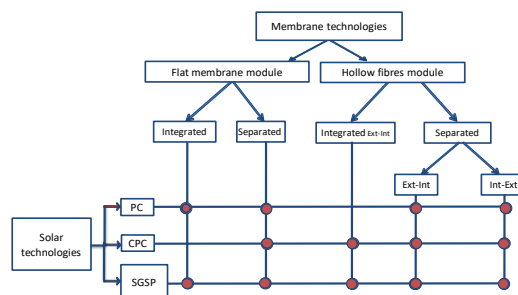 Membrane technologies
Flat membrane module
Hollow fibres module
Integrated
Separated
Integrated Ext-Int
Separated
Ext-Int
Int-Ext
PC
Solar
technologies
CPC
SGSP